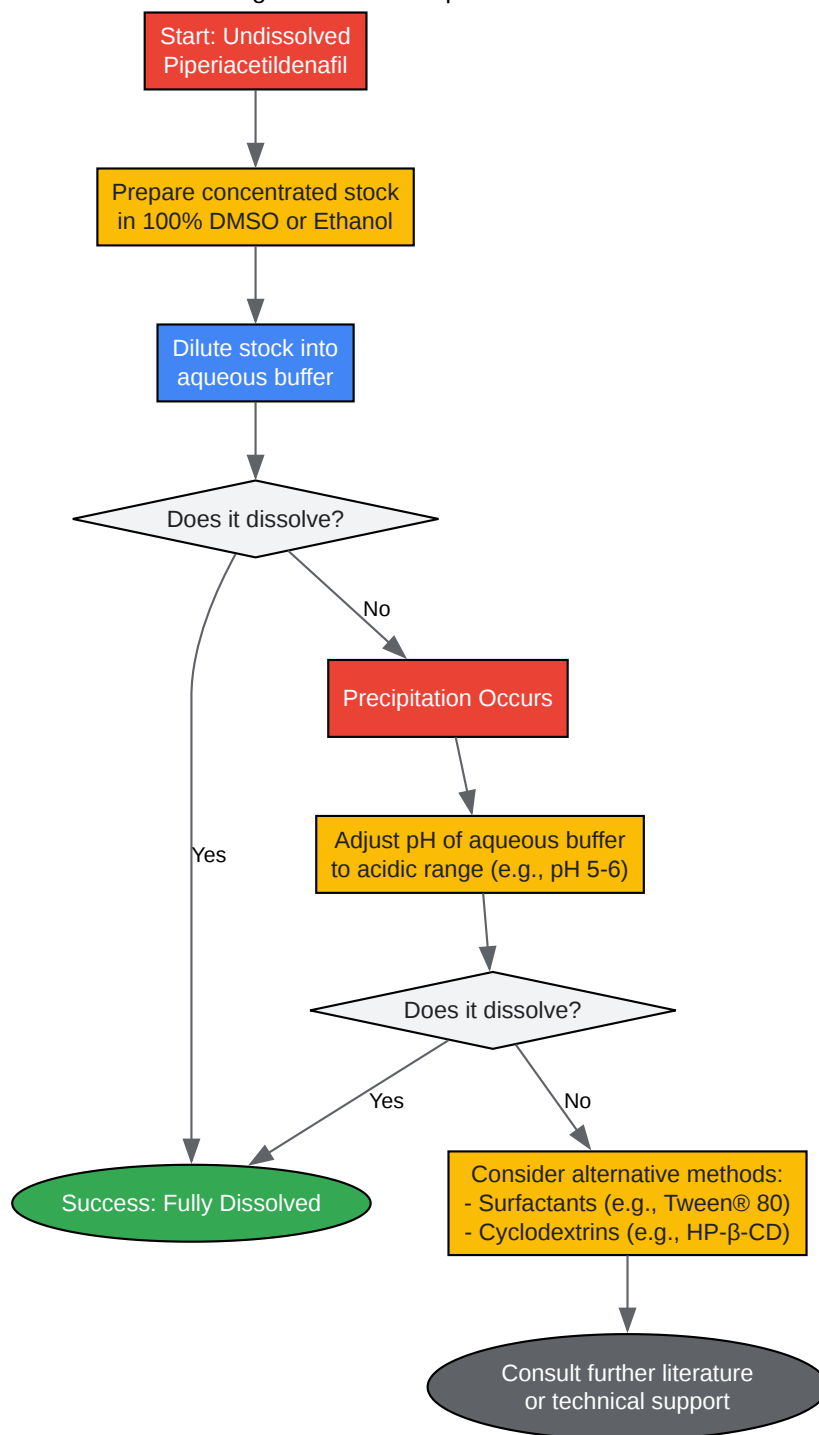 Start: Undissolved
Piperiacetildenafil
Prepare concentrated stock
in 100% DMSO or Ethanol
Dilute stock into
aqueous buffer
Does it dissolve?
No
Precipitation Occurs
Adjust pH of aqueous buffer
to acidic range (e.g., pH 5-6)
Yes
Does it dissolve?
Yes
No
Success: Fully Dissolved
Consider alternative methods:
- Surfactants (e.g., Tween® 80)
- Cyclodextrins (e.g., HP-β-CD)
Consult further literature
or technical support